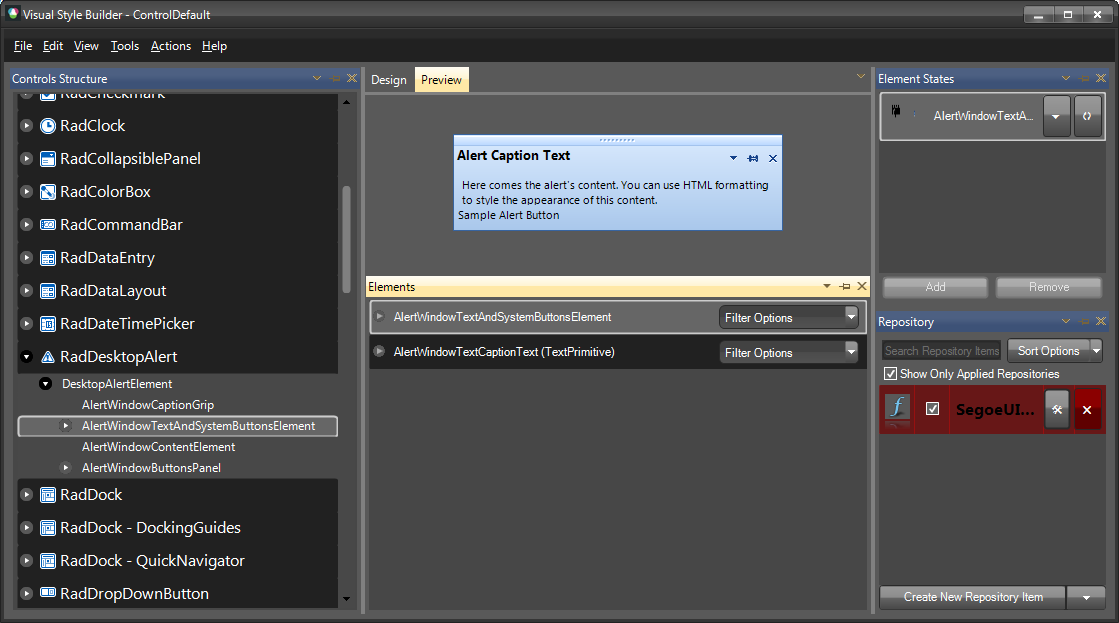 Visual Style Builder - ControlDefault
File Edit View Tools Actions Help
Controls Structure
RadCheckmark
RadClock
RadCollapsiblePanel
RadColorBox
RadCommandBar
RadDataEntry
RadDataLayout
RadDateTimePicker
RadDesktopAlert
DesktopAlertElement
AlertWindowCaptionGrip
AlertWindowTextAndSystemButtonsElement
AlertWindowContentElement
AlertWindowButtonsPanel
RadDock
RadDock - DockingGuides
RadDock - QuickNavigator
RadDropDownButton
Design Preview
Alert Caption Text
Here comes the alert's content. You can use HTML formatting
to style the appearance of this content.
Sample Alert Button
Elements
AlertWindowTextAndSystemButtonsElement Filter Options
AlertWindowTextCaptionText (TextPrimitive) Filter Options
Element States
AlertWindowTextA...
Add Remove
Repository
Search Repository Items Sort Options
Show Only Applied Repositories
SegoeUI...
Create New Repository Item